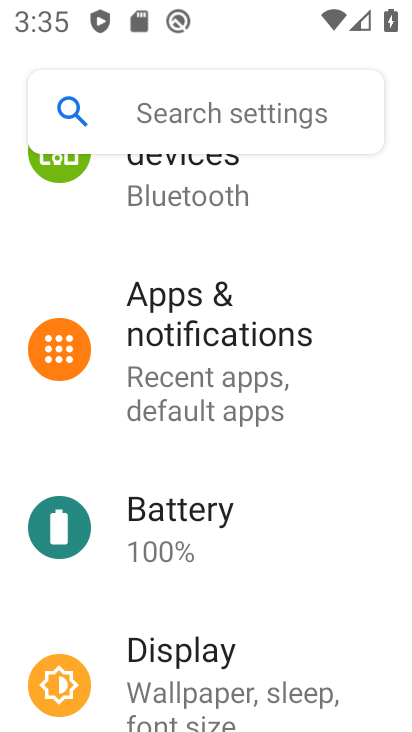 3:35
Search settings
devices
Bluetooth
Apps &
notifications
Recent apps,
default apps
Battery
100%
Display
Wallpaper, sleep,
font size